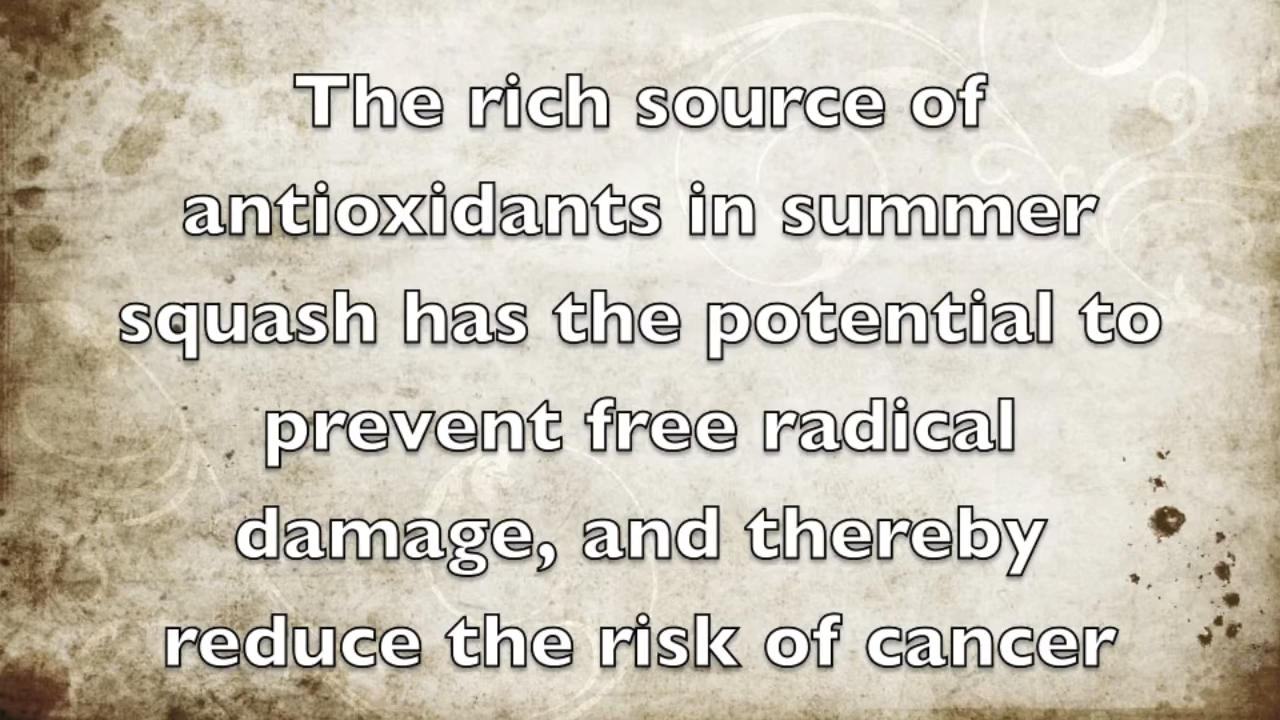 The rich source of
antioxidants in summer
squash has the potential to
prevent free radical
damage, and thereby
reduce the risk of cancer